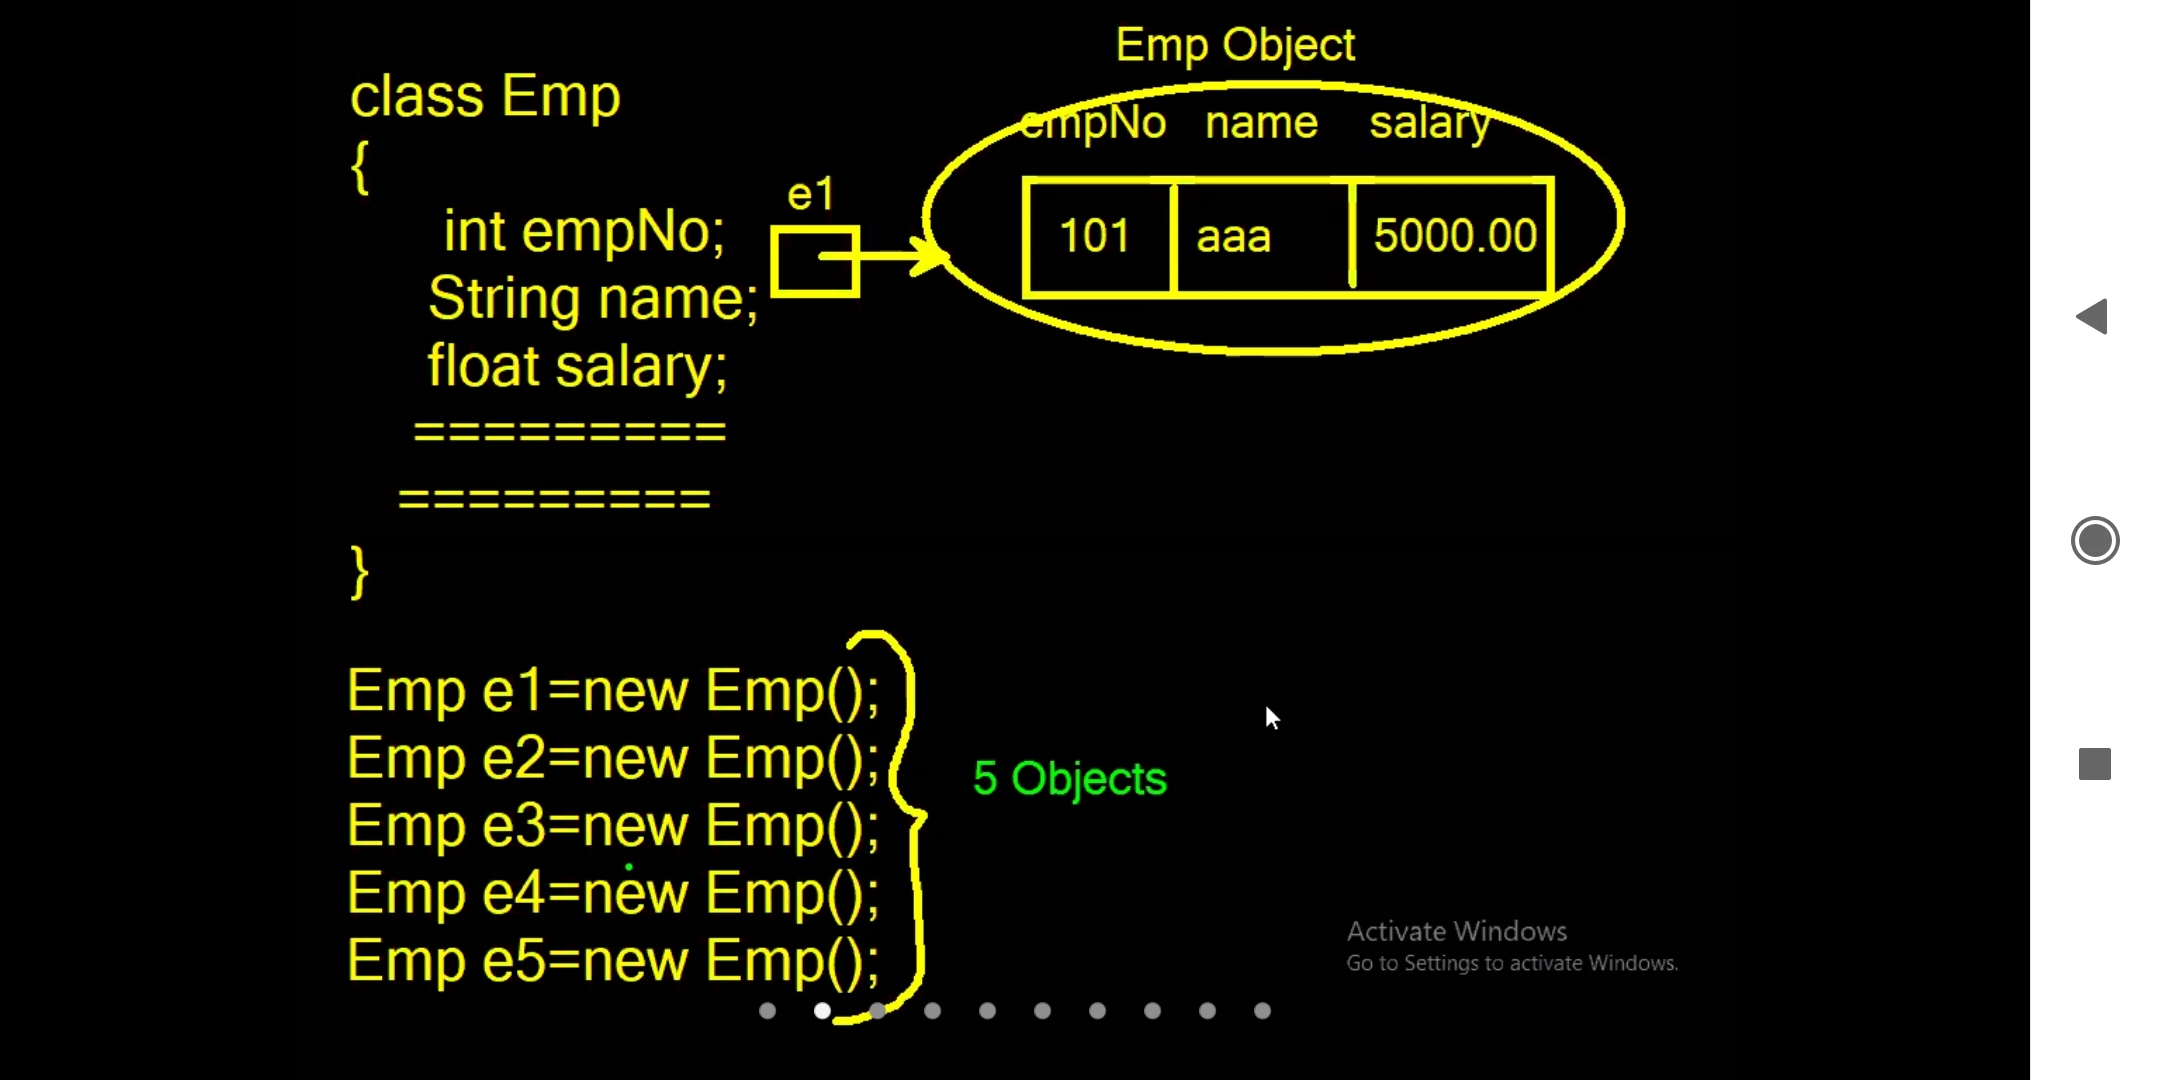 Emp Object
class Emp
{
empNo name salary
e1
int empNo;
101 aaa 5000.00
String name;
float salary;
=========
=========
}
Emp e1=new Emp();
Emp e2=new Emp();
5 Objects
Emp e3=new Emp();
Emp e4=new Emp();
Emp e5=new Emp();
Activate Windows
Go to Settings to activate Windows.